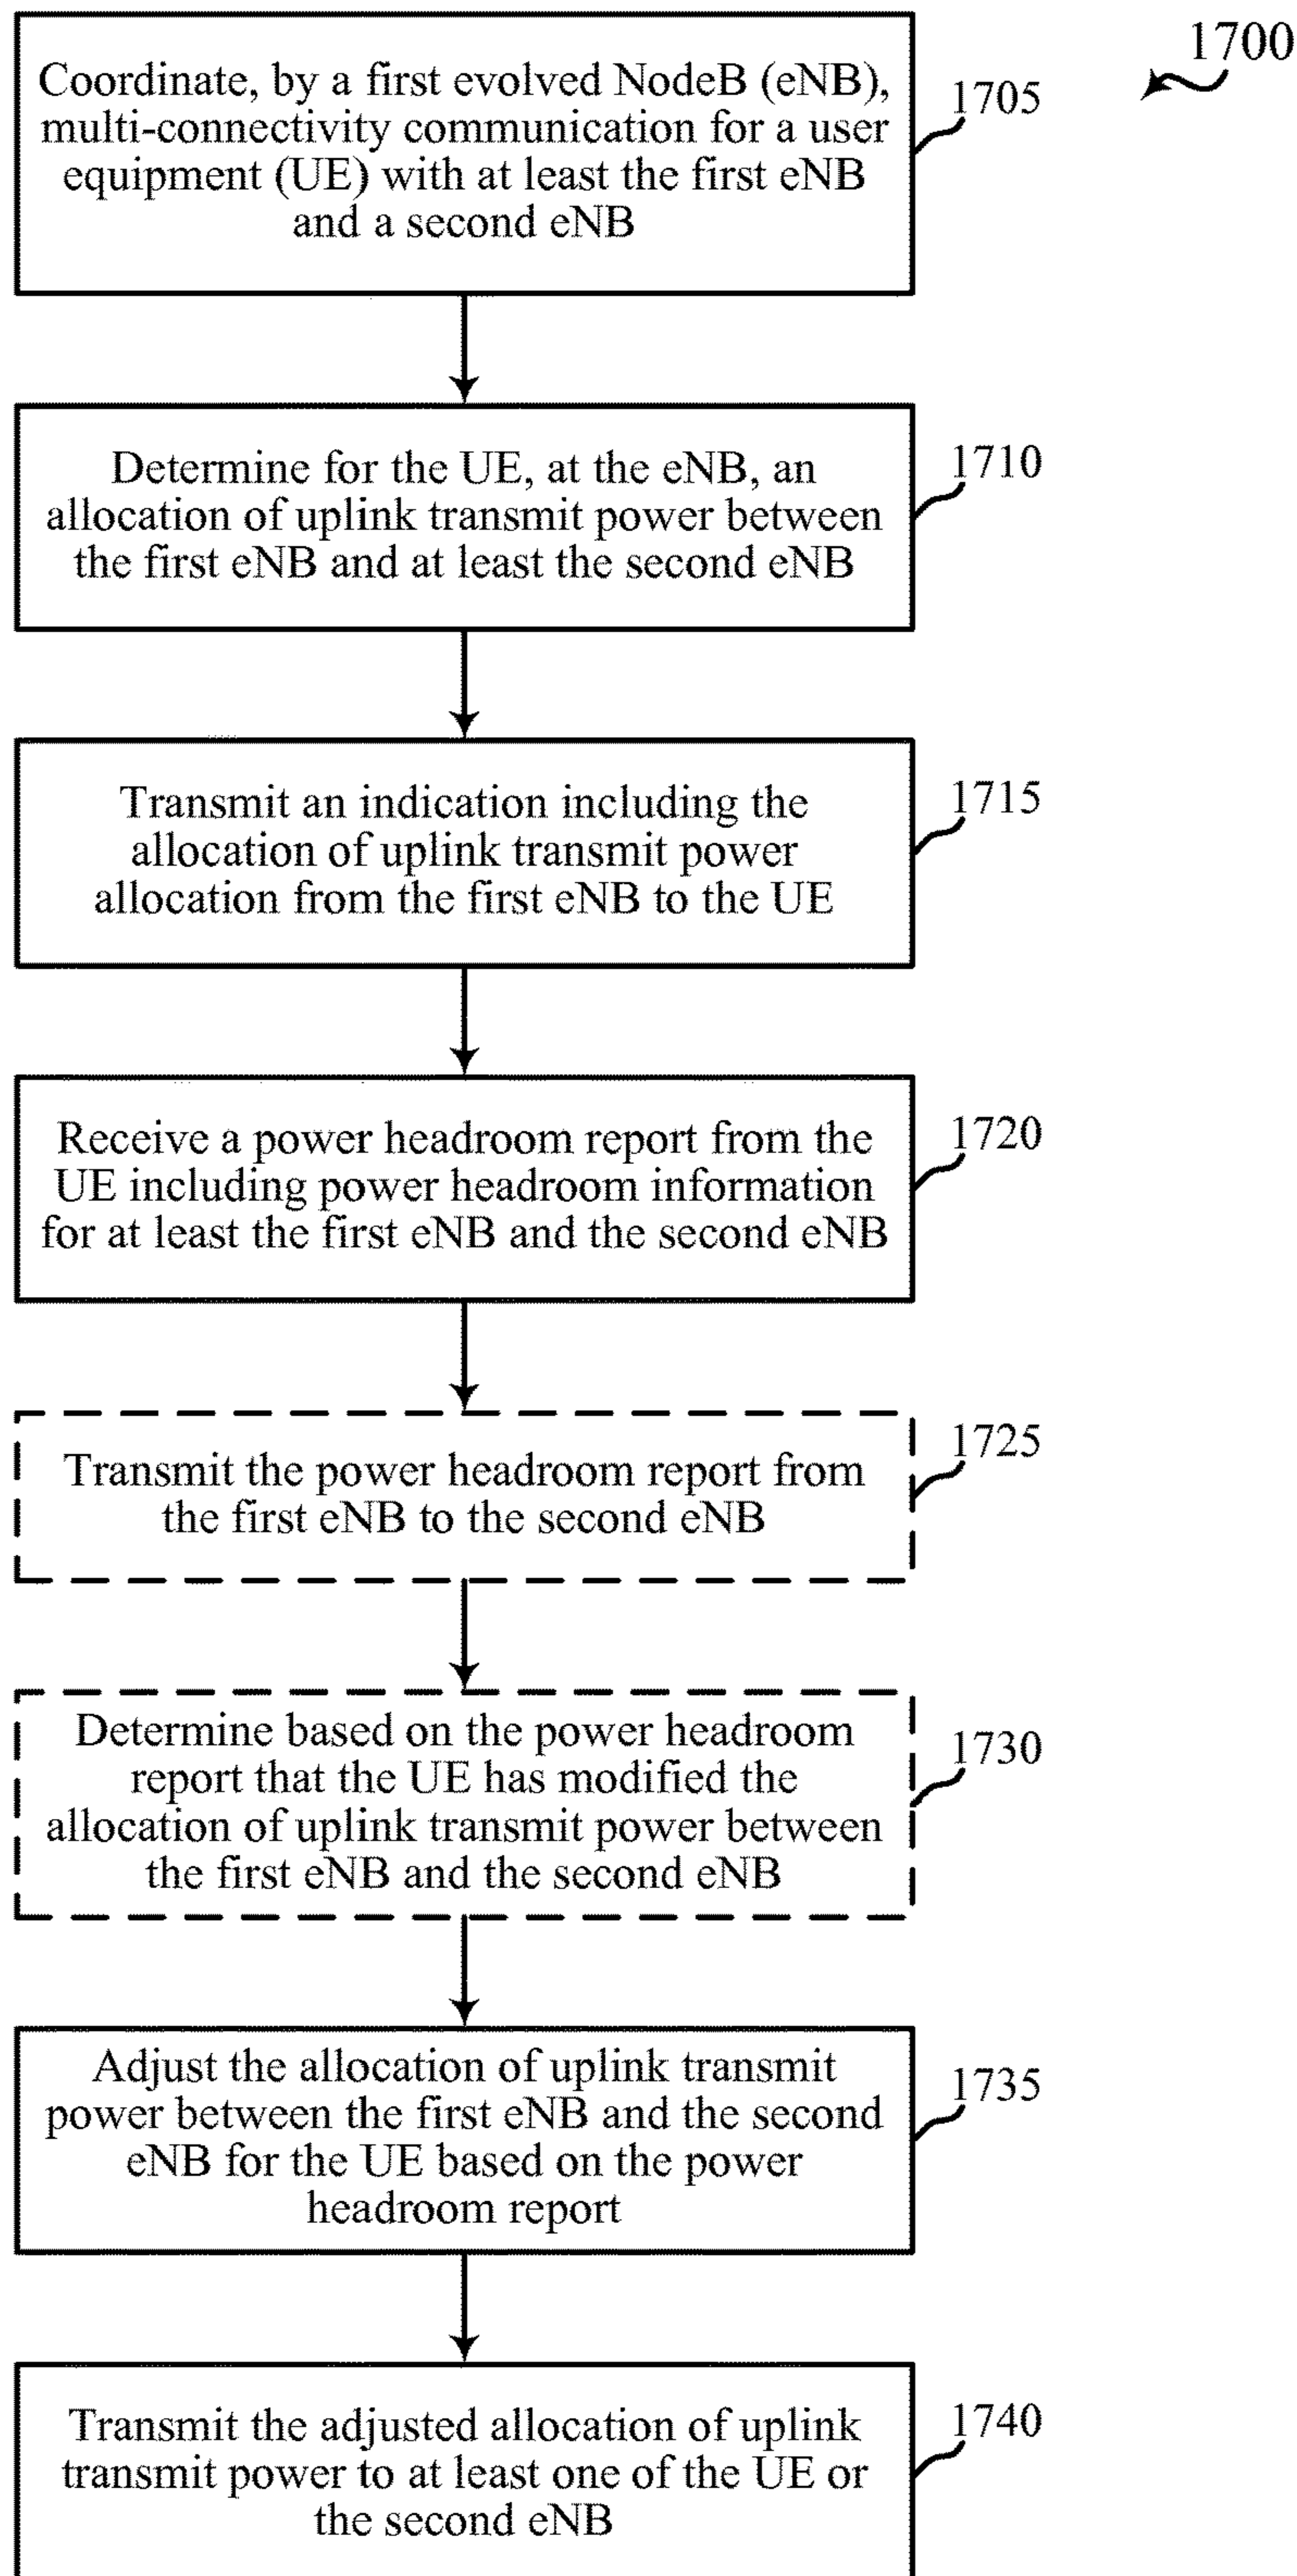 1700
Coordinate, by a first evolved NodeB (eNB),
multi-connectivity communication for a user
equipment (UE) with at least the first eNB
and a second eNB
1705
Determine for the UE, at the eNB, an
allocation of uplink transmit power between
the first eNB and at least the second eNB
1710
Transmit an indication including the
allocation of uplink transmit power
allocation from the first eNB to the UE
1715
Receive a power headroom report from the
UE including power headroom information
for at least the first eNB and the second eNB
1720
Transmit the power headroom report from
the first eNB to the second eNB
1725
Determine based on the power headroom
report that the UE has modified the
allocation of uplink transmit power between
the first eNB and the second eNB
1730
Adjust the allocation of uplink transmit
power between the first eNB and the second
eNB for the UE based on the power
headroom report
1735
Transmit the adjusted allocation of uplink
transmit power to at least one of the UE or
the second eNB
1740